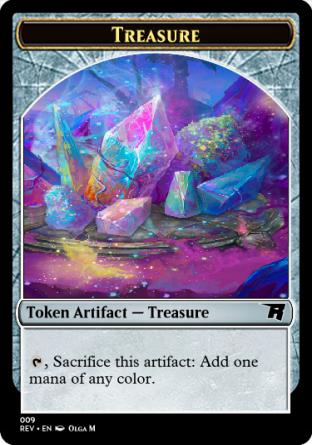 Treasure
Token Artifact — Treasure
, Sacrifice this artifact: Add one
mana of any color.
009
REV • EN Olga M